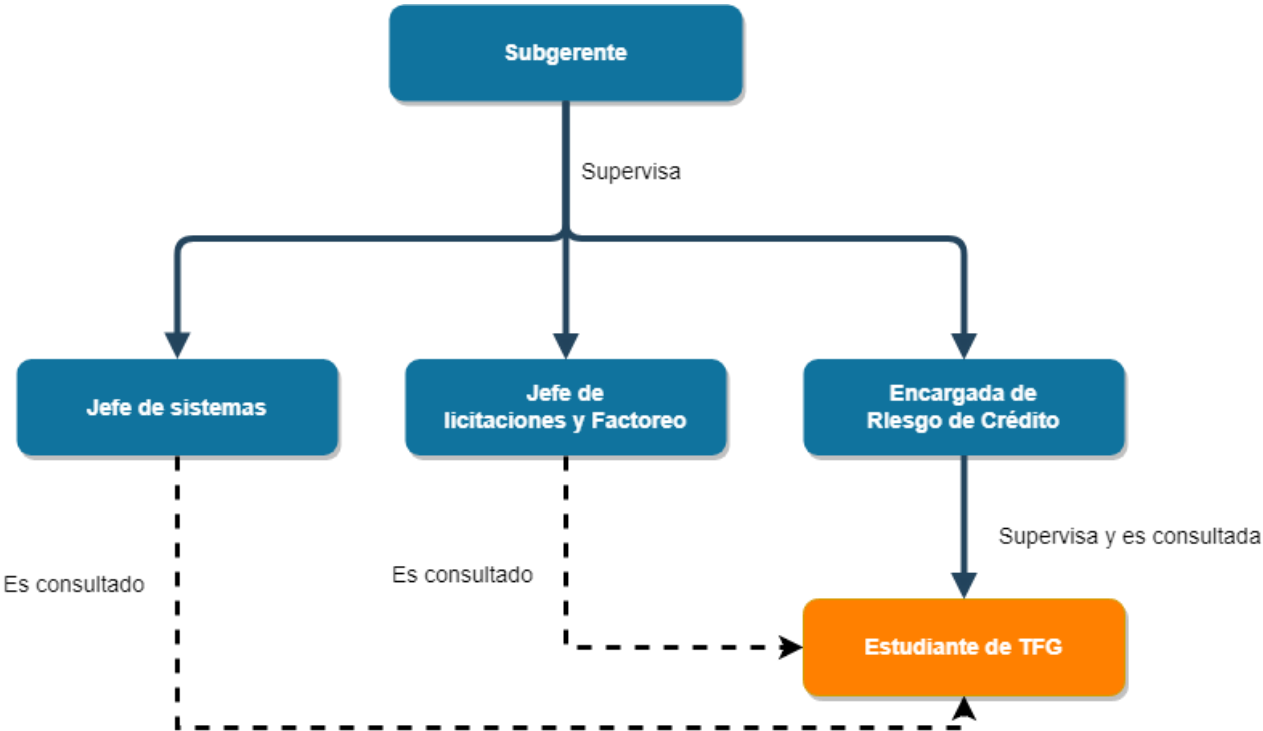 Subgerente
Supervisa
Jefe de sistemas
Jefe de
licitaciones y Factoreo
Encargada de
RIesgo de Crédito
Supervisa y es consultada
Es consultado
Es consultado
Estudiante de TFG